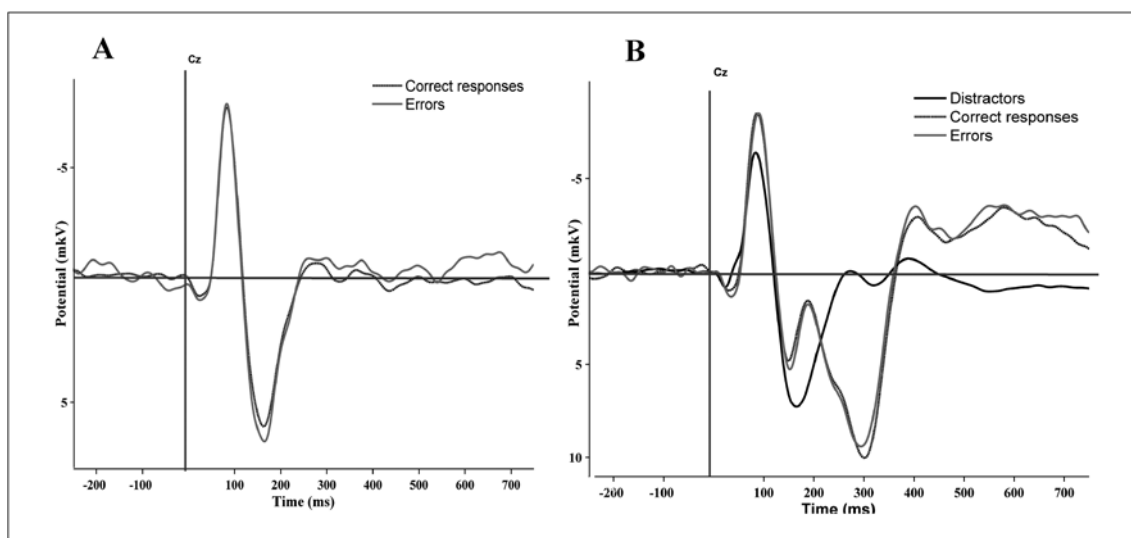 A
Cz
Correct responses
Errors
Potential (mkV)
-5
5
-200
-100
100
200
300
400
500
600
700
Time (ms)
B
Cz
Distractors
Correct responses
Errors
Potential (mkV)
-5
5
10
-200
-100
100
200
300
400
500
600
700
Time (ms)